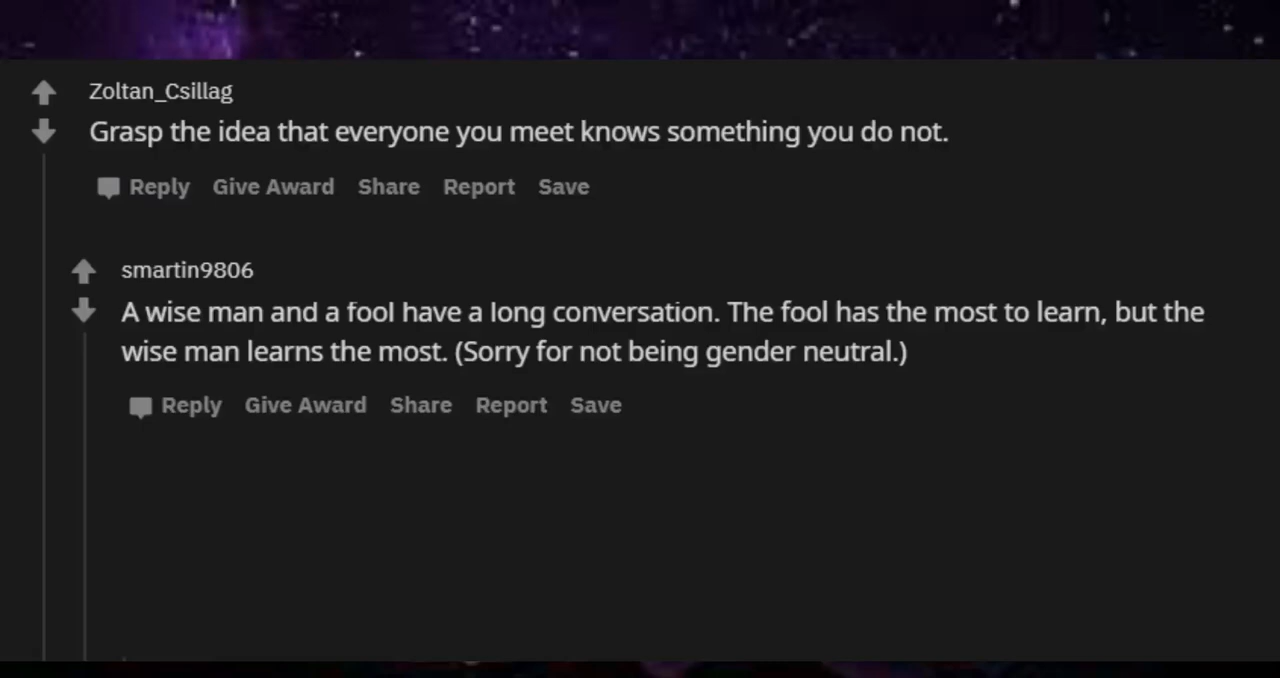 Zoltan_Csillag
Grasp the idea that everyone you meet knows something you do not.
Reply Give Award Share Report Save
smartin9806
A wise man and a fool have a long conversation. The fool has the most to learn, but the
wise man learns the most. (Sorry for not being gender neutral.)
Reply Give Award Share Report Save